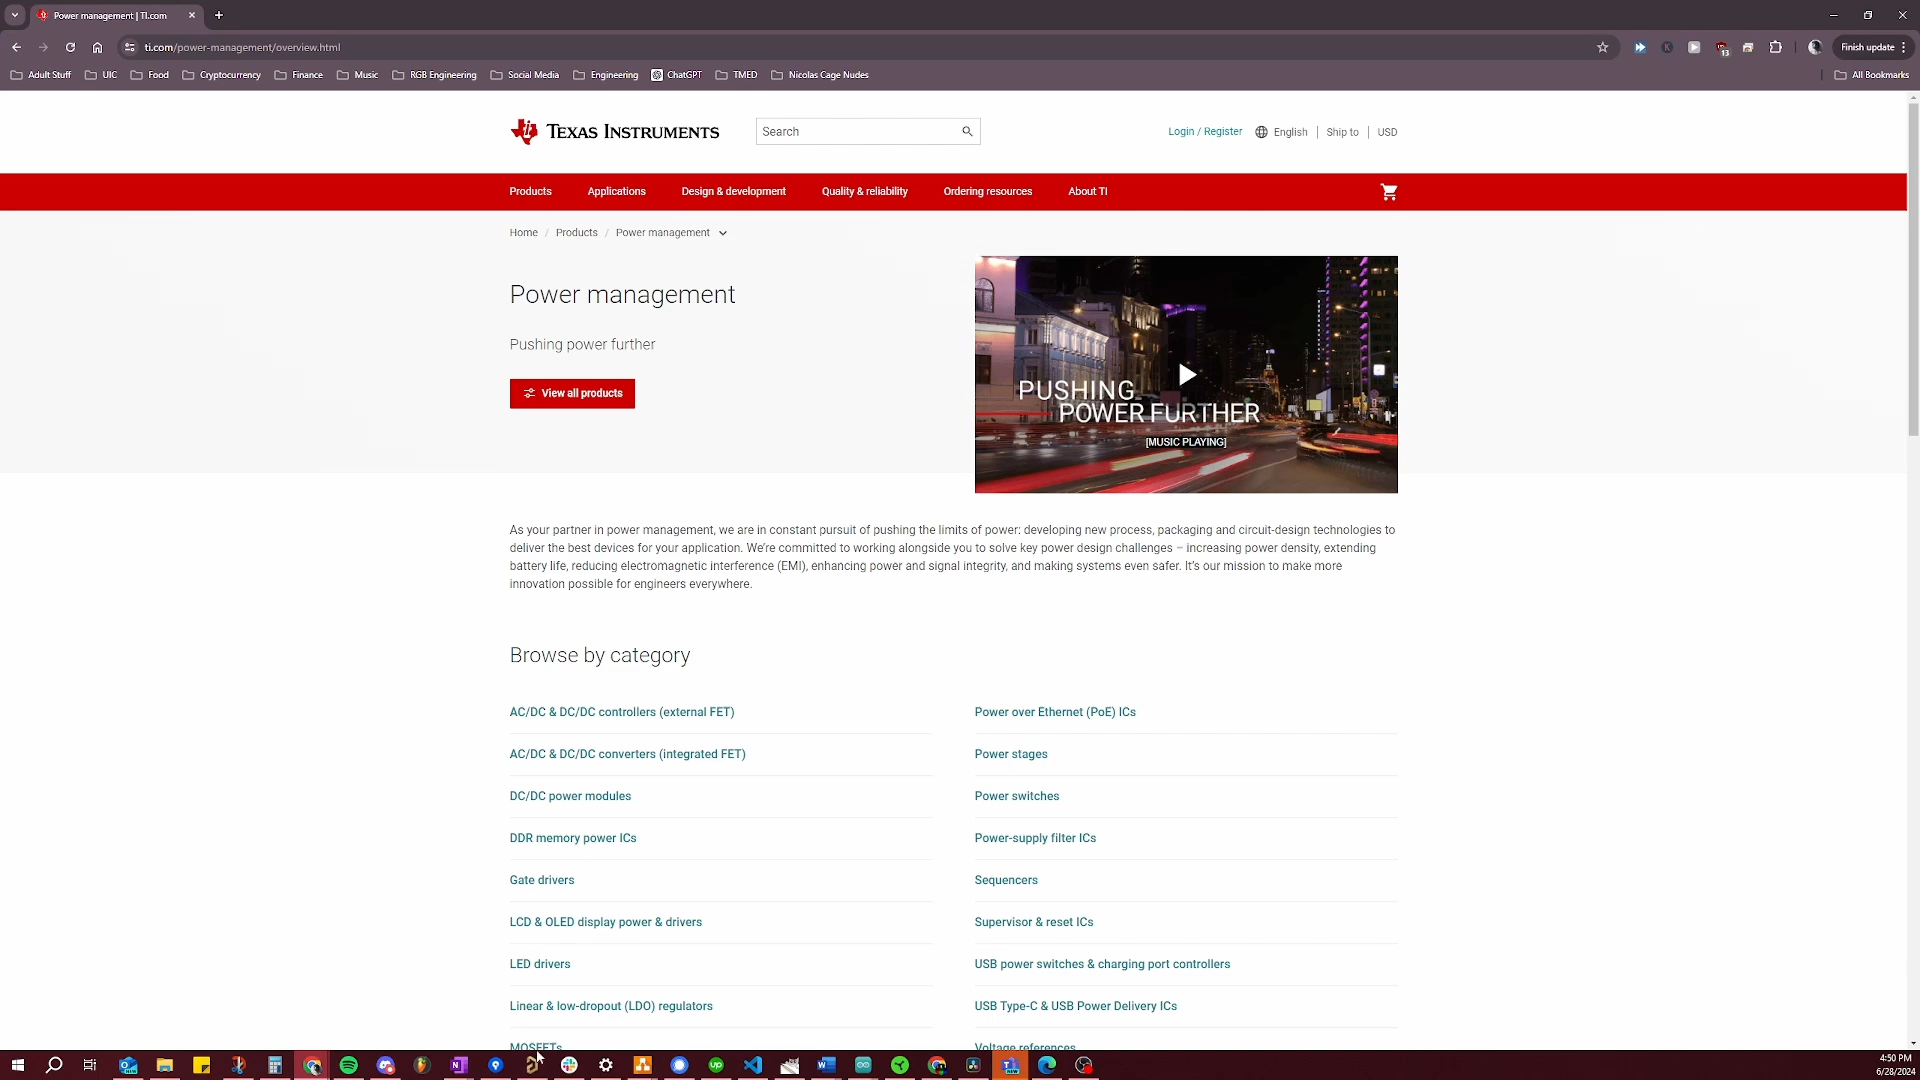 Power management | TI.com
ti.com/power-management/overview.html
Finish update
Adult Stuff
UIC
Food
Cryptocurrency
Finance
Music
RGB Engineering
Social Media
Engineering
ChatGPT
TMED
Nicolas Cage Nudes
All Bookmarks
TEXAS INSTRUMENTS
Search
Login / Register
English
Ship to
USD
Products
Applications
Design & development
Quality & reliability
Ordering resources
About TI
Home / Products / Power management
Power management
Pushing power further
View all products
PUSHING
POWER FURTHER
[MUSIC PLAYING]
As your partner in power management, we are in constant pursuit of pushing the limits of power: developing new process, packaging and circuit-design technologies to
deliver the best devices for your application. We're committed to working alongside you to solve key power design challenges – increasing power density, extending
battery life, reducing electromagnetic interference (EMI), enhancing power and signal integrity, and making systems even safer. It's our mission to make more
innovation possible for engineers everywhere.
Browse by category
AC/DC & DC/DC controllers (external FET)
AC/DC & DC/DC converters (integrated FET)
DC/DC power modules
DDR memory power ICs
Gate drivers
LCD & OLED display power & drivers
LED drivers
Linear & low-dropout (LDO) regulators
MOSFETs
Power over Ethernet (PoE) ICs
Power stages
Power switches
Power-supply filter ICs
Sequencers
Supervisor & reset ICs
USB power switches & charging port controllers
USB Type-C & USB Power Delivery ICs
Voltage references
4:50 PM
6/28/2024